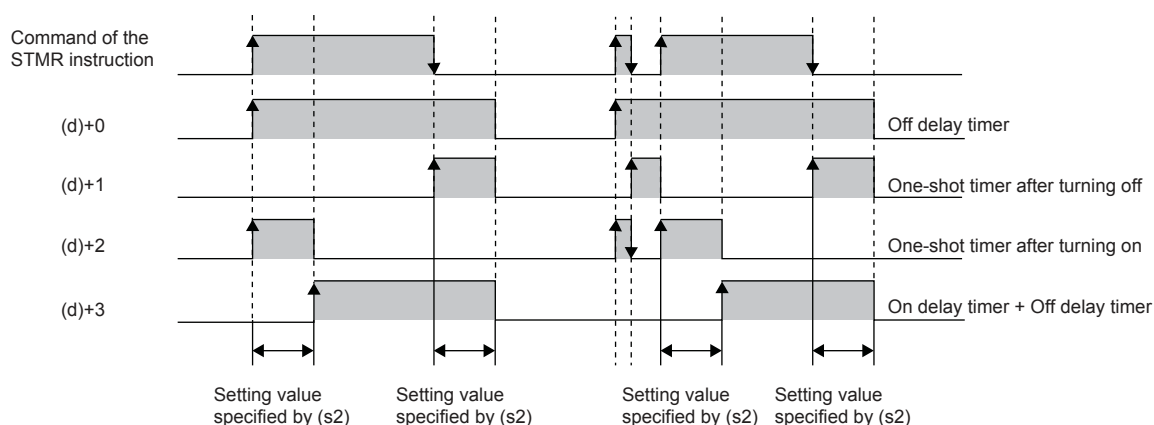 Command of the
STMR instruction
(d)+0
Off delay timer
(d)+1
One-shot timer after turning off
(d)+2
One-shot timer after turning on
(d)+3
On delay timer + Off delay timer
Setting value
specified by (s2)
Setting value
specified by (s2)
Setting value
specified by (s2)
Setting value
specified by (s2)